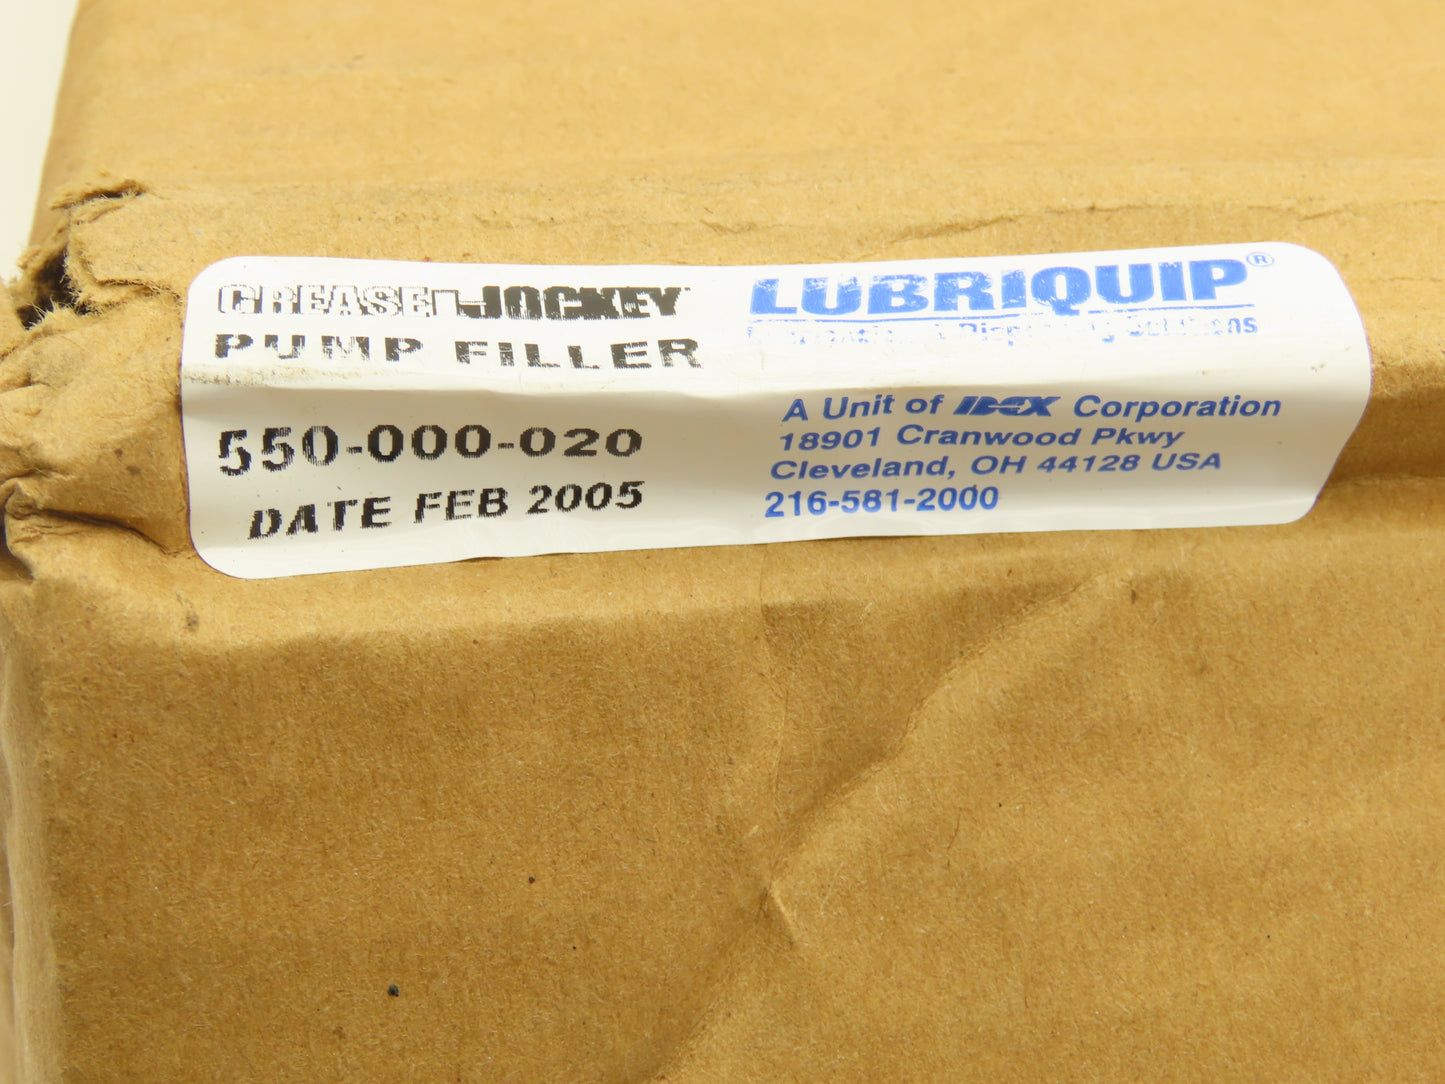 GREASE JOCKEY
PUMP FILLER
550-000-020
DATE FEB 2005
LUBRIQUIP®
Solutions
A Unit of IDEX Corporation
18901 Cranwood Pkwy
Cleveland, OH 44128 USA
216-581-2000